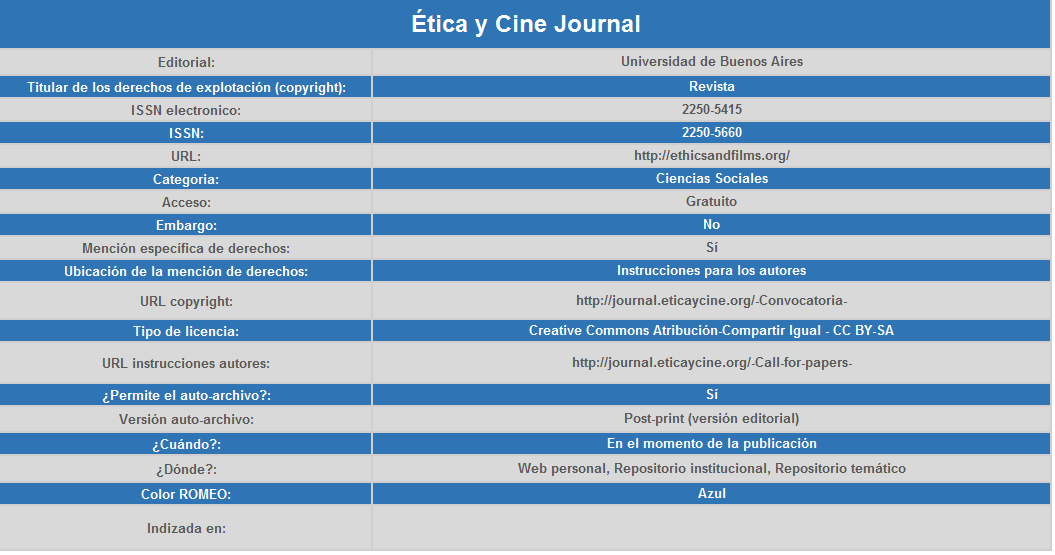 Ética y Cine Journal
Editorial: Universidad de Buenos Aires
Titular de los derechos de explotación (copyright): Revista
ISSN electronico: 2250-5415
ISSN: 2250-5660
URL: http://ethicsandfilms.org/
Categoria: Ciencias Sociales
Acceso: Gratuito
Embargo: No
Mención específica de derechos: Sí
Ubicación de la mención de derechos: Instrucciones para los autores
URL copyright: http://journal.eticaycine.org/-Convocatoria-
Tipo de licencia: Creative Commons Atribución-Compartir Igual - CC BY-SA
URL instrucciones autores: http://journal.eticaycine.org/-Call-for-papers-
¿Permite el auto-archivo?: Sí
Versión auto-archivo: Post-print (versión editorial)
¿Cuándo?: En el momento de la publicación
¿Dónde?: Web personal, Repositorio institucional, Repositorio temático
Color ROMEO: Azul
Indizada en: